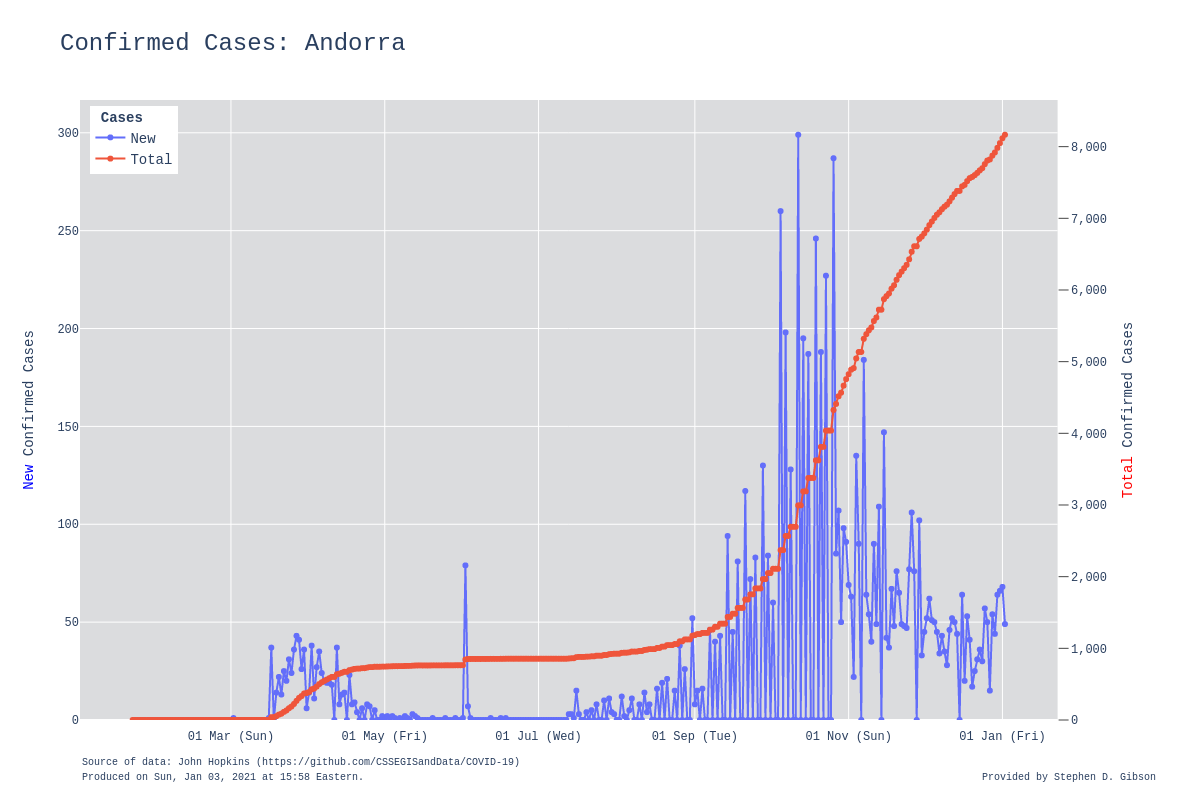 Confirmed Cases: Andorra
Cases
New
Total
300
250
200
150
100
50
0
8,000
7,000
6,000
5,000
4,000
3,000
2,000
1,000
0
New Confirmed Cases
Total Confirmed Cases
01 Mar (Sun)
01 May (Fri)
01 Jul (Wed)
01 Sep (Tue)
01 Nov (Sun)
01 Jan (Fri)
Source of data: John Hopkins (https://github.com/CSSEGISandData/COVID-19)
Produced on Sun, Jan 03, 2021 at 15:58 Eastern.
Provided by Stephen D. Gibson